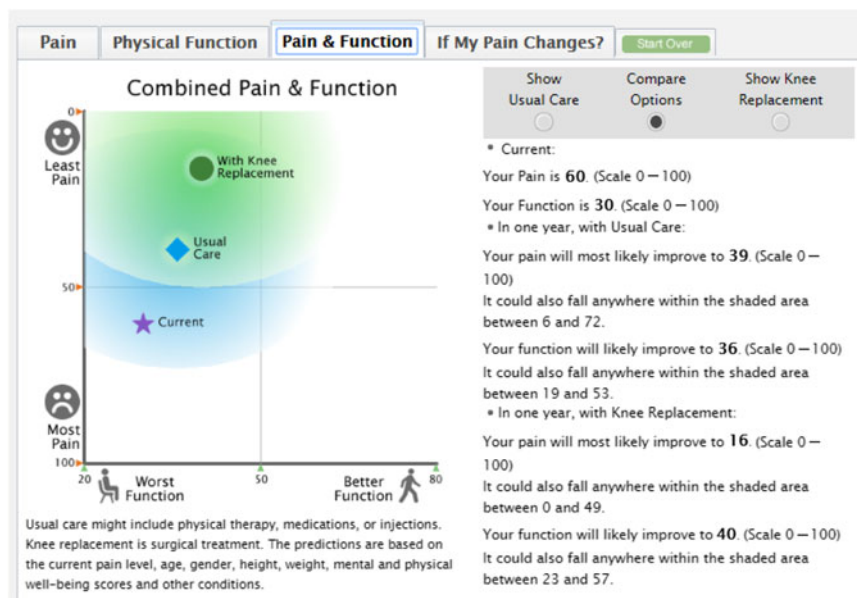 Pain
Physical Function
Pain & Function
If My Pain Changes?
Start Over
Combined Pain & Function
0
Least
Pain
With Knee
Replacement
Usual
Care
50
Current
Most
Pain
100
20
Worst
Function
50
Better
Function
80
Usual care might include physical therapy, medications, or injections.
Knee replacement is surgical treatment. The predictions are based on
the current pain level, age, gender, height, weight, mental and physical
well-being scores and other conditions.
Show
Usual Care
Compare
Options
Show Knee
Replacement
• Current:
Your Pain is 60. (Scale 0 – 100)
Your Function is 30. (Scale 0 – 100)
• In one year, with Usual Care:
Your pain will most likely improve to 39. (Scale 0 –
100)
It could also fall anywhere within the shaded area
between 6 and 72.
Your function will likely improve to 36. (Scale 0 – 100)
It could also fall anywhere within the shaded area
between 19 and 53.
• In one year, with Knee Replacement:
Your pain will most likely improve to 16. (Scale 0 –
100)
It could also fall anywhere within the shaded area
between 0 and 49.
Your function will likely improve to 40. (Scale 0 – 100)
It could also fall anywhere within the shaded area
between 23 and 57.